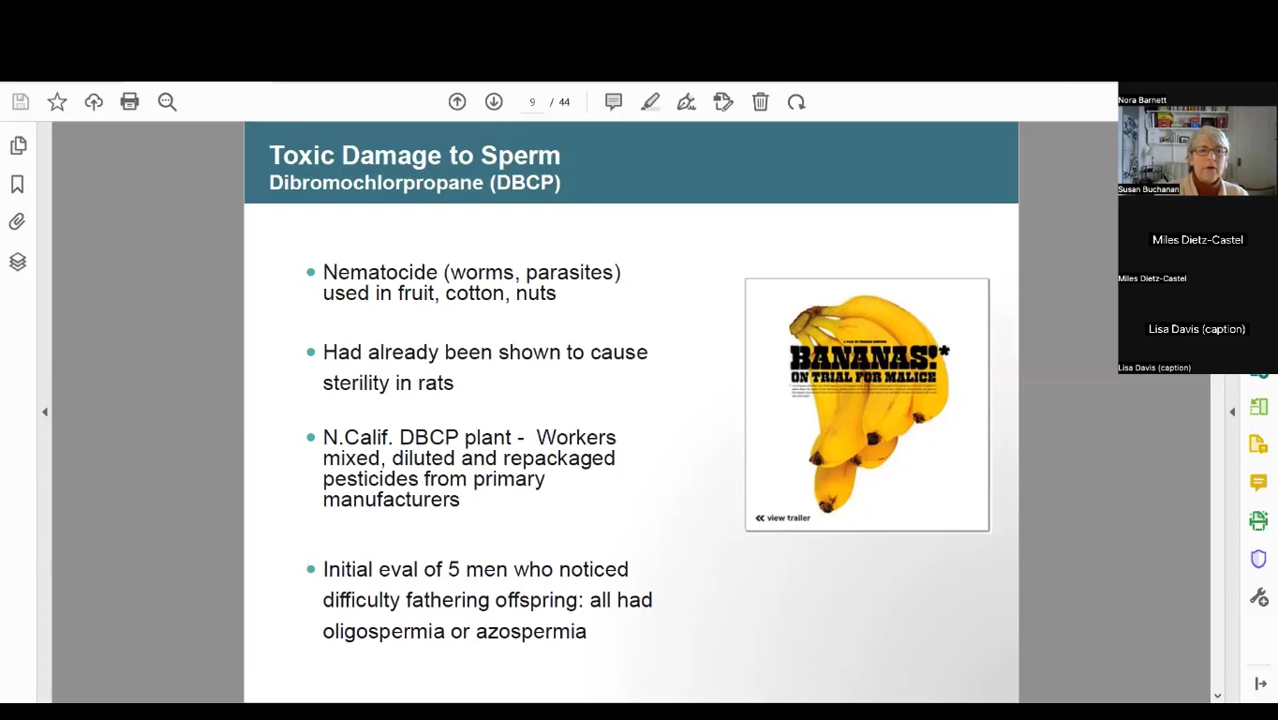 9 / 44
Nora Barnett
Toxic Damage to Sperm
Dibromochlorpropane (DBCP)
Susan Buchanan
Miles Dietz-Castel
Miles Dietz-Castel
Lisa Davis (caption)
Lisa Davis (caption)
Nematocide (worms, parasites)
used in fruit, cotton, nuts
Had already been shown to cause
sterility in rats
N.Calif. DBCP plant - Workers
mixed, diluted and repackaged
pesticides from primary
manufacturers
Initial eval of 5 men who noticed
difficulty fathering offspring: all had
oligospermia or azospermia
BANANAS!*
ON TRIAL FOR MALICE
view trailer